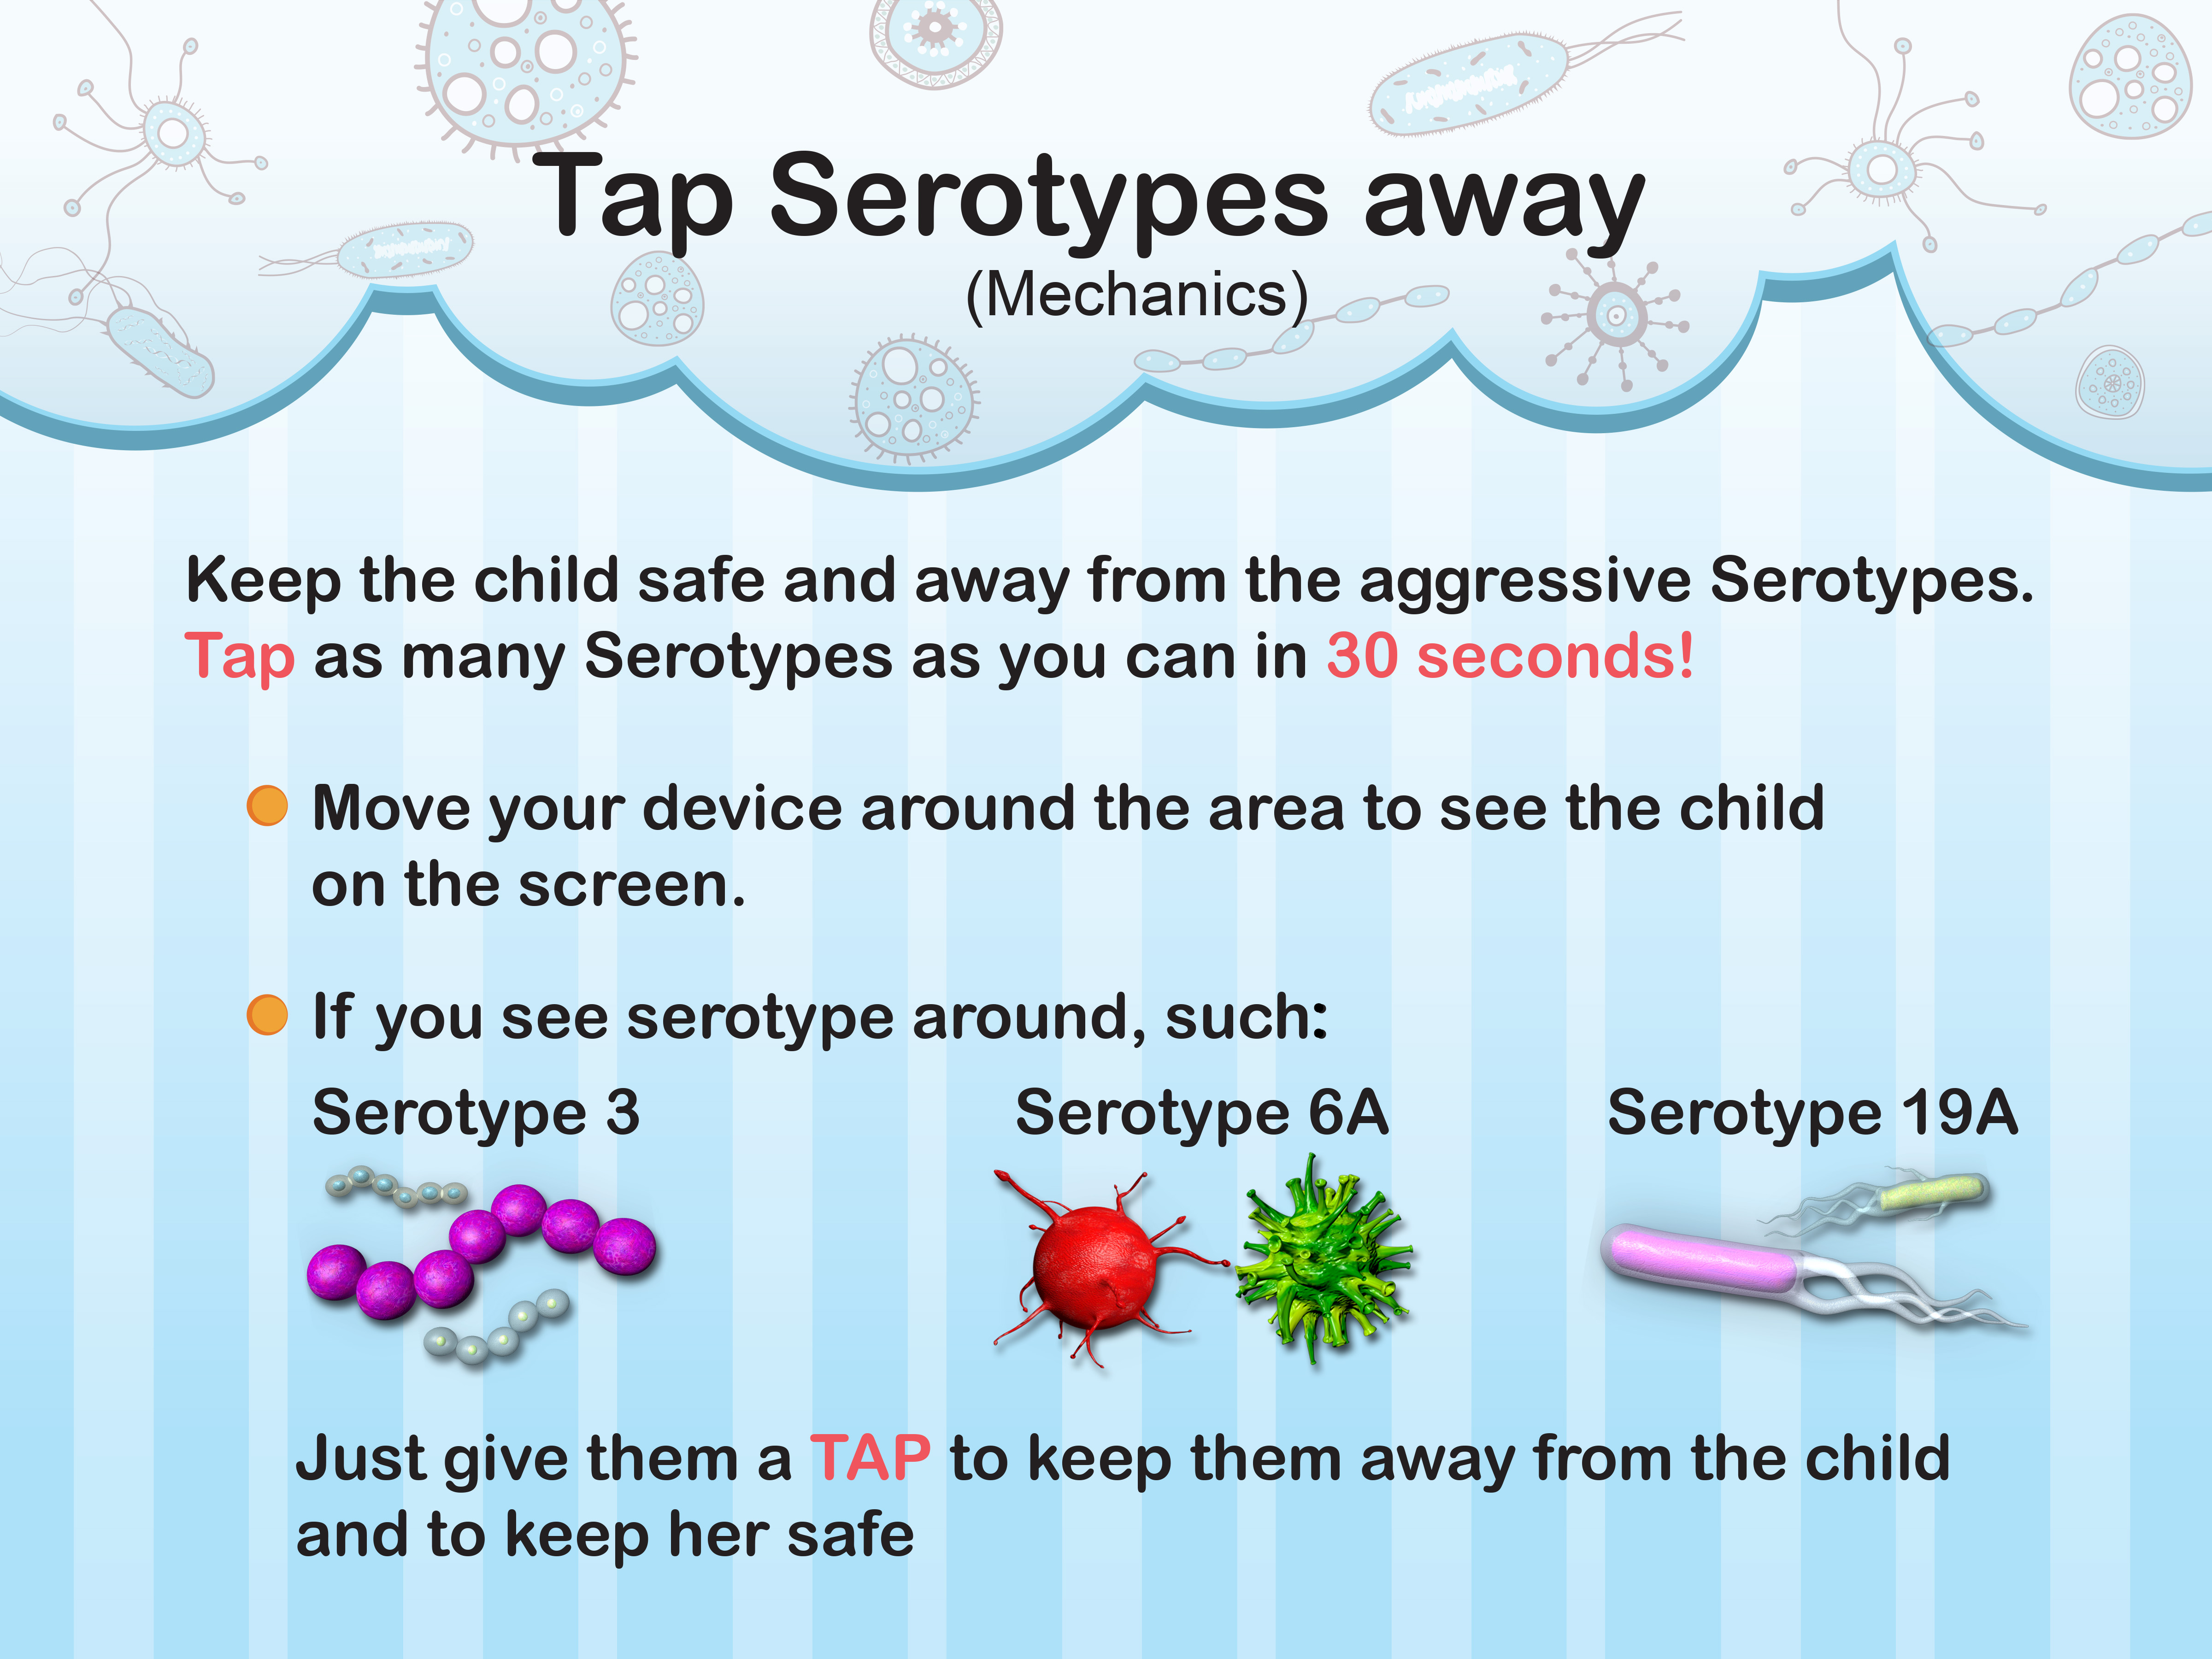 Tap Serotypes away
(Mechanics)
Keep the child safe and away from the aggressive Serotypes.
Tap as many Serotypes as you can in 30 seconds!
Move your device around the area to see the child
on the screen.
If you see serotype around, such:
Serotype 3
Serotype 6A
Serotype 19A
Just give them a TAP to keep them away from the child
and to keep her safe